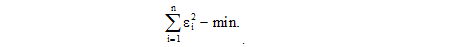 n
∑ ε_i^2 – min.
i=1
.